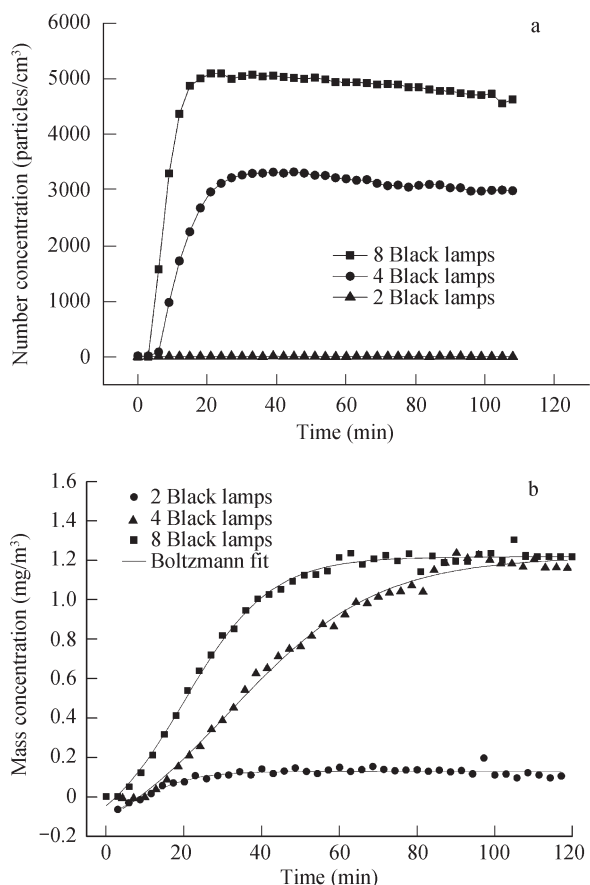 a
6000
5000
4000
3000
2000
1000
0
Number concentration (particles/cm³)
8 Black lamps
4 Black lamps
2 Black lamps
0 20 40 60 80 100 120
Time (min)
b
1.6
1.4
1.2
1.0
0.8
0.6
0.4
0.2
0
−0.2
Mass concentration (mg/m³)
2 Black lamps
4 Black lamps
8 Black lamps
Boltzmann fit
0 20 40 60 80 100 120
Time (min)